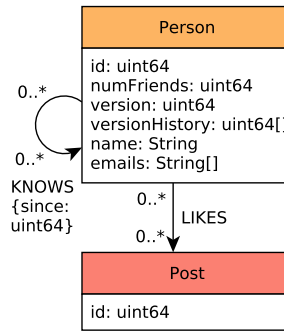 Person
id: uint64
numFriends: uint64
version: uint64
versionHistory: uint64[]
name: String
emails: String[]
0..*
0..*
KNOWS
{since:
uint64}
0..*
LIKES
0..*
Post
id: uint64